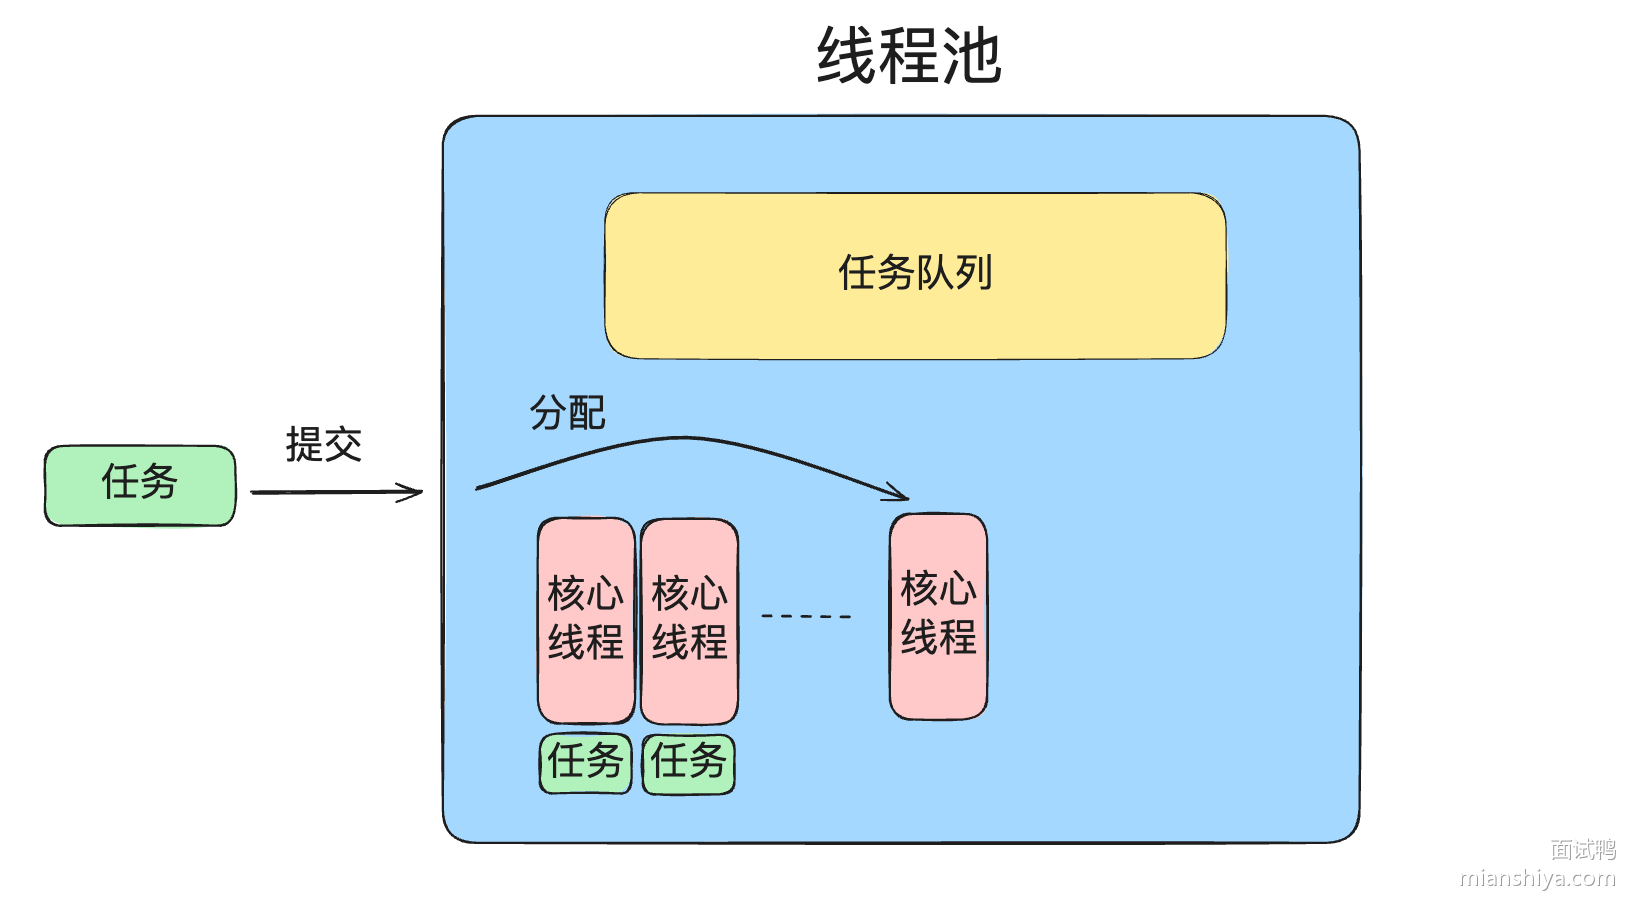 线程池
任务队列
分配
提交
任务
核心
线程
核心
线程
核心
线程
任务
任务
面试鸭
mianshiya.com